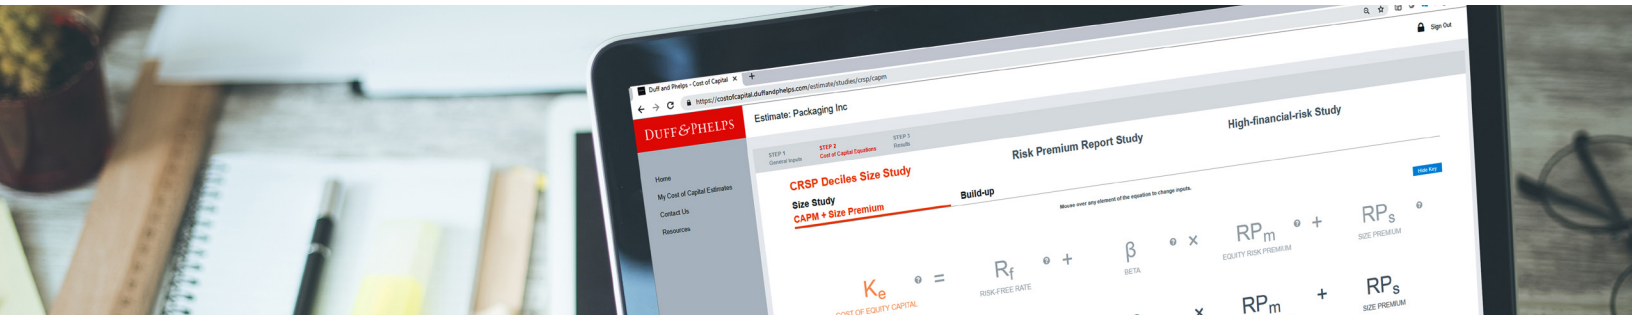 Duff and Phelps - Cost of Capital × +
https://costofcapital.duffandphelps.com/estimate/studies/crsp/capm
Sign Out
DUFF & PHELPS
Estimate: Packaging Inc
STEP 1
General Inputs
STEP 2
Cost of Capital Equations
STEP 3
Results
Home
My Cost of Capital Estimates
Contact Us
Resources
CRSP Deciles Size Study
Risk Premium Report Study
High-financial-risk Study
Size Study
CAPM + Size Premium
Build-up
Mouse over any element of the equation to change inputs.
Hide Key
Ke ? = Rf ? + β ? × RPm ? + RPs ?
COST OF EQUITY CAPITAL
RISK-FREE RATE
BETA
EQUITY RISK PREMIUM
SIZE PREMIUM
× RPm + RPs
SIZE PREMIUM